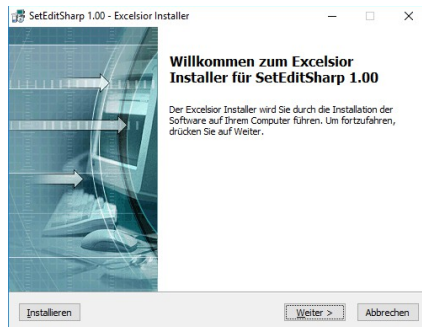 SetEditSharp 1.00 - Excelsior Installer
Willkommen zum Excelsior
Installer für SetEditSharp 1.00
Der Excelsior Installer wird Sie durch die Installation der
Software auf Ihrem Computer führen. Um fortzufahren,
drücken Sie auf Weiter.
Installieren
Weiter >
Abbrechen